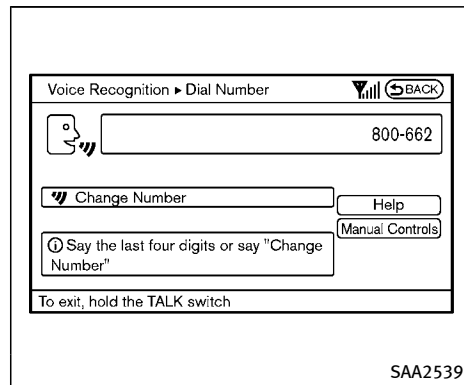 Voice Recognition ▸ Dial Number
BACK
800-662
Change Number
Help
Manual Controls
Say the last four digits or say "Change
Number"
To exit, hold the TALK switch
SAA2539